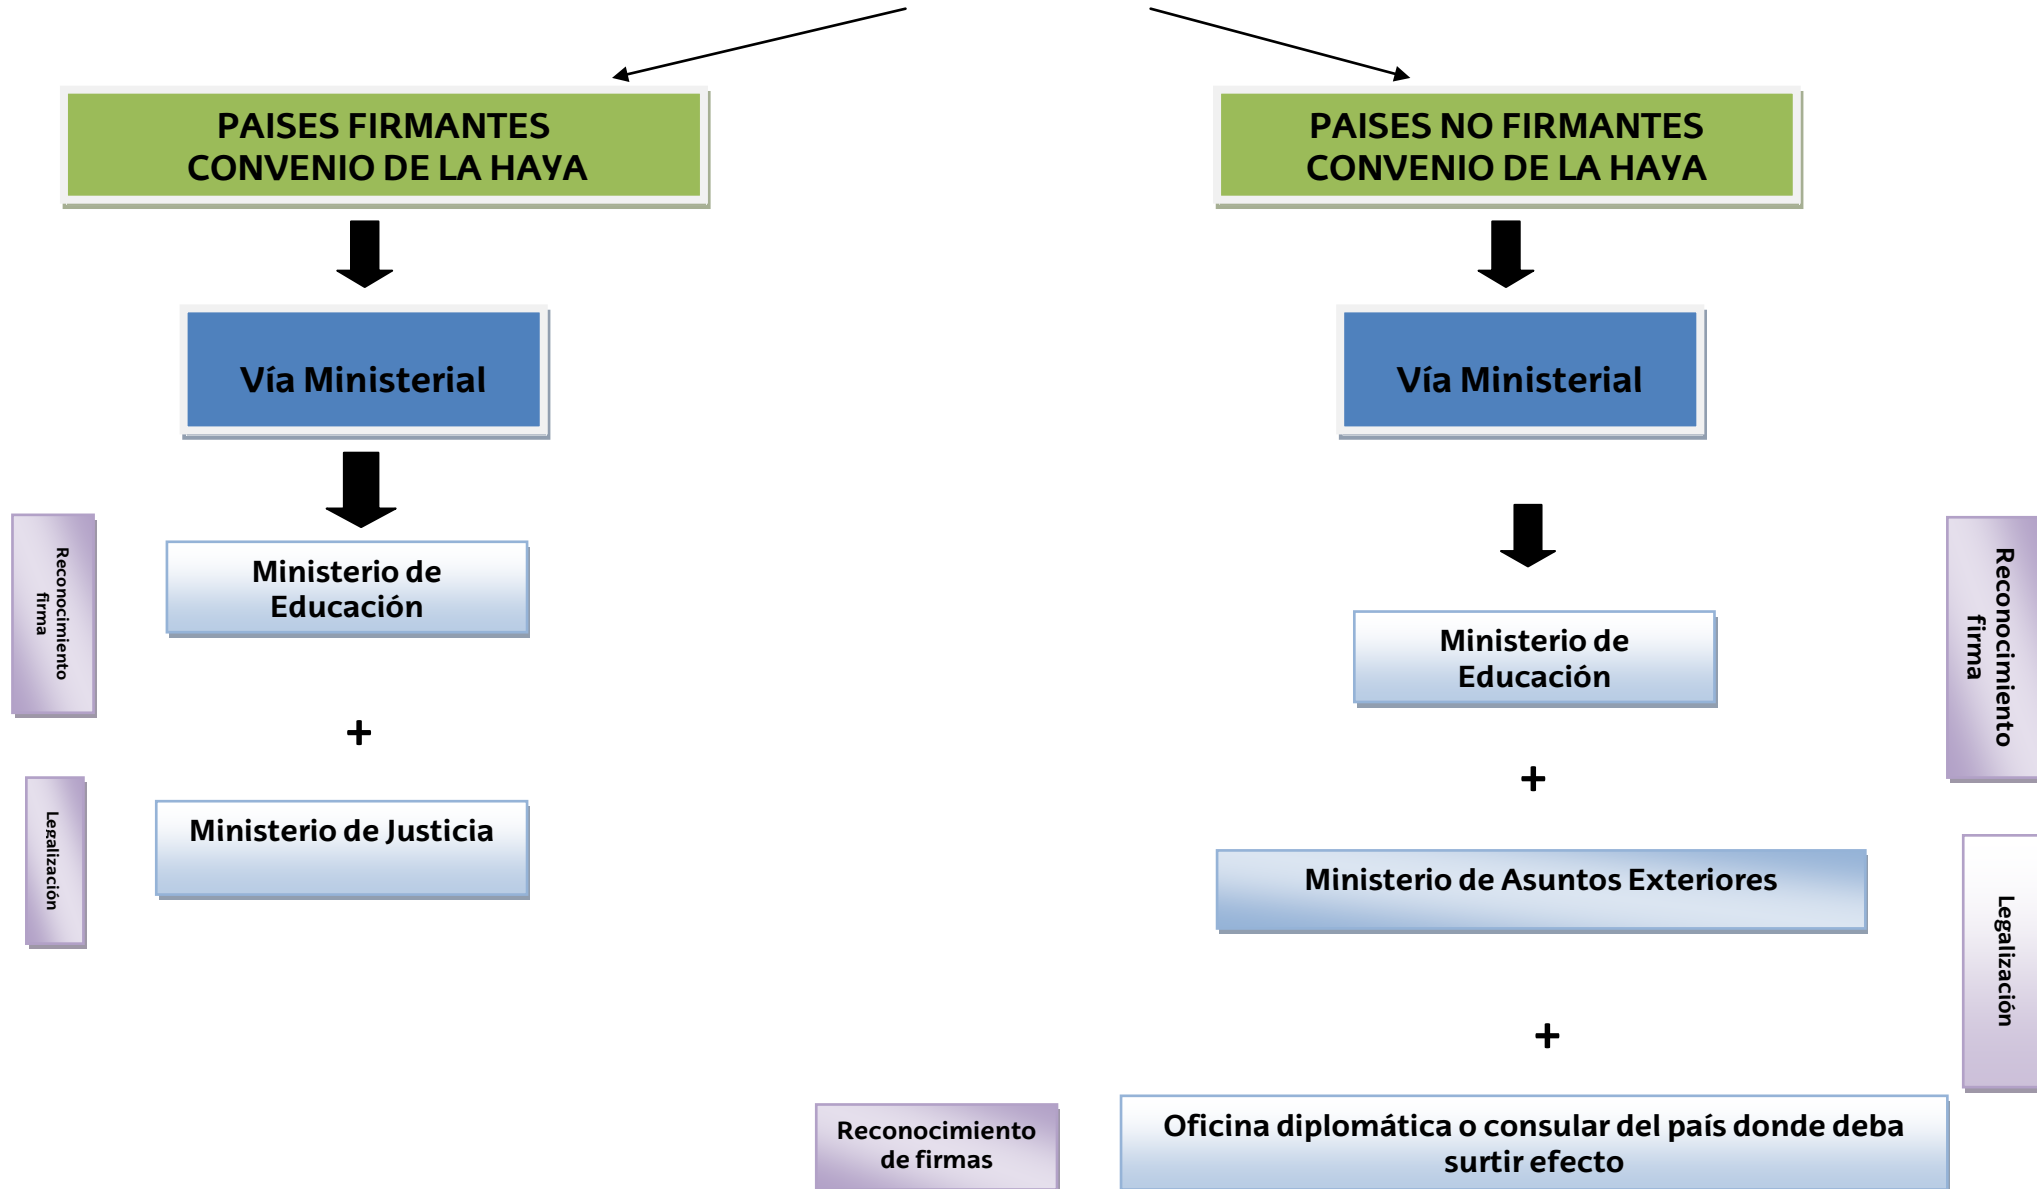 PAISES FIRMANTES
CONVENIO DE LA HAYA
Vía Ministerial
Reconocimiento
firma
Ministerio de
Educación
+
Legalización
Ministerio de Justicia
PAISES NO FIRMANTES
CONVENIO DE LA HAYA
Vía Ministerial
Ministerio de
Educación
Reconocimiento
firma
+
Ministerio de Asuntos Exteriores
Legalización
+
Reconocimiento
de firmas
Oficina diplomática o consular del país donde deba
surtir efecto